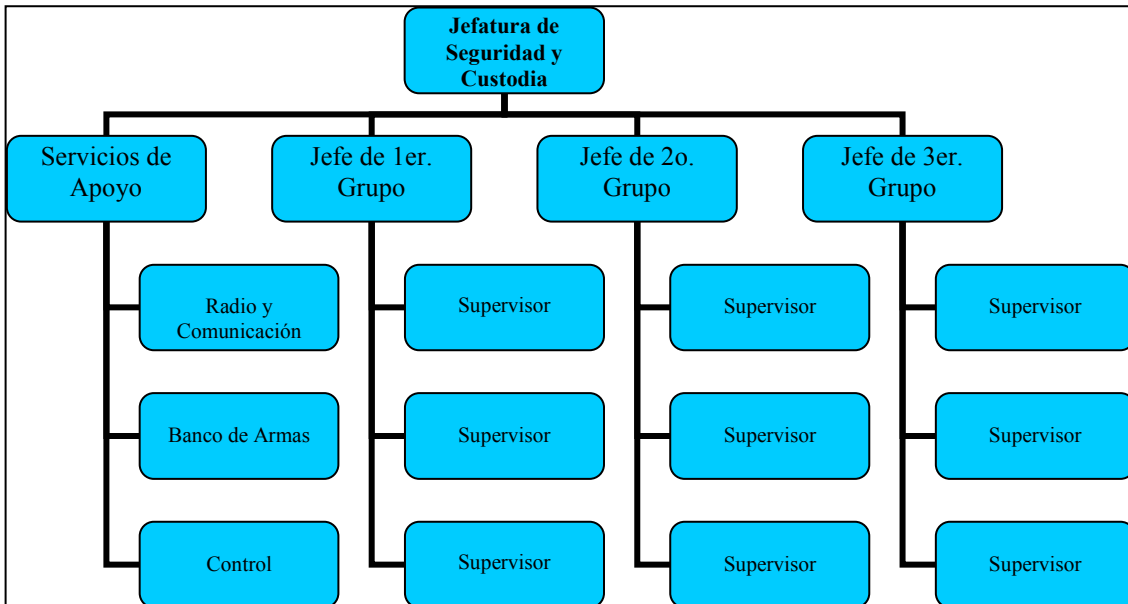 Jefatura de
Seguridad y
Custodia
Servicios de
Apoyo
Jefe de 1er.
Grupo
Jefe de 2o.
Grupo
Jefe de 3er.
Grupo
Radio y
Comunicación
Supervisor
Supervisor
Supervisor
Banco de Armas
Supervisor
Supervisor
Supervisor
Control
Supervisor
Supervisor
Supervisor